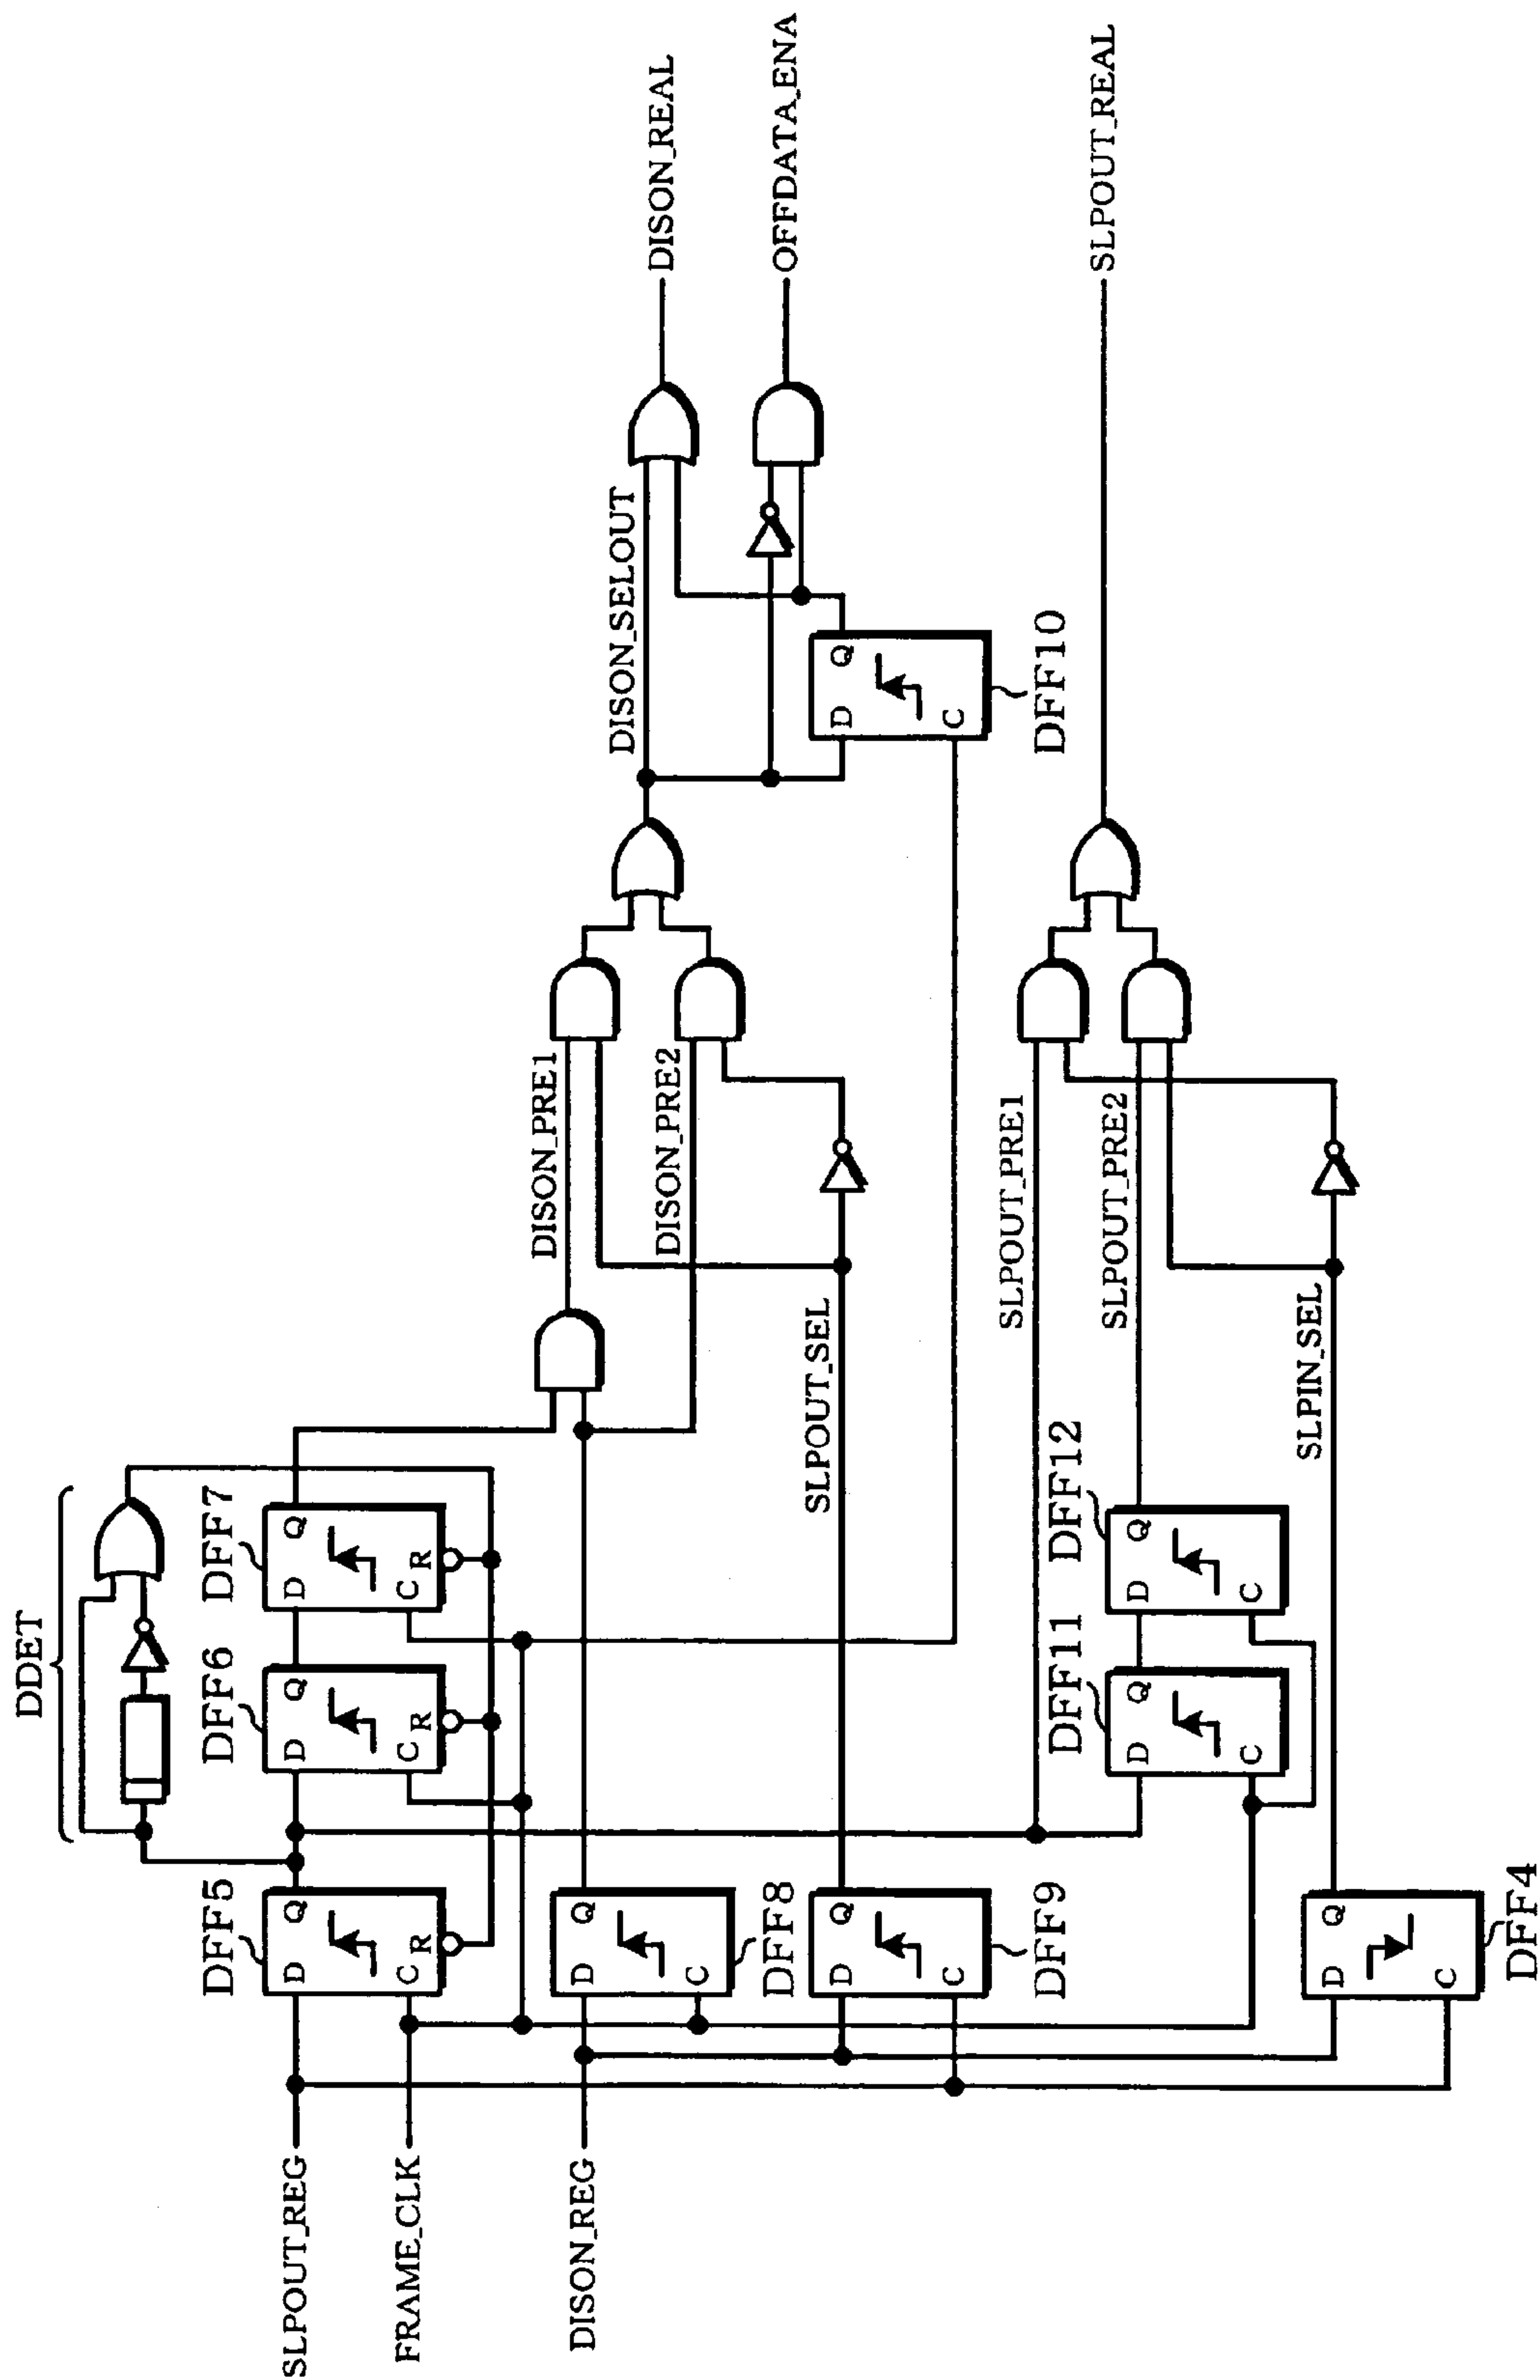 DDET
DFF5
D
Q
C
R
DFF6
D
Q
C
R
DFF7
D
Q
C
R
SLPOUT_REG
FRAME_CLK
DISON_REG
DFF8
D
Q
C
DFF9
D
Q
C
DFF4
D
Q
C
DFF11
D
Q
C
DFF12
D
Q
C
DISON_PRE1
DISON_PRE2
SLPOUT_SEL
SLPOUT_PRE1
SLPOUT_PRE2
SLPIN_SEL
DISON_SELOUT
DFF10
D
Q
C
DISON_REAL
OFFDATA_ENA
SLPOUT_REAL